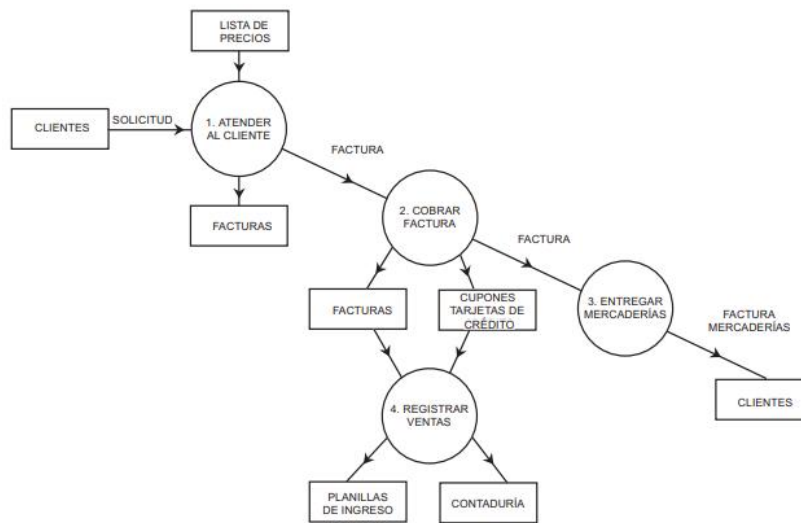 LISTA DE
PRECIOS
CLIENTES
SOLICITUD
1. ATENDER
AL CLIENTE
FACTURA
FACTURAS
2. COBRAR
FACTURA
FACTURA
FACTURAS
CUPONES
TARJETAS DE
CRÉDITO
3. ENTREGAR
MERCADERÍAS
FACTURA
MERCADERÍAS
CLIENTES
4. REGISTRAR
VENTAS
PLANILLAS
DE INGRESO
CONTADURÍA